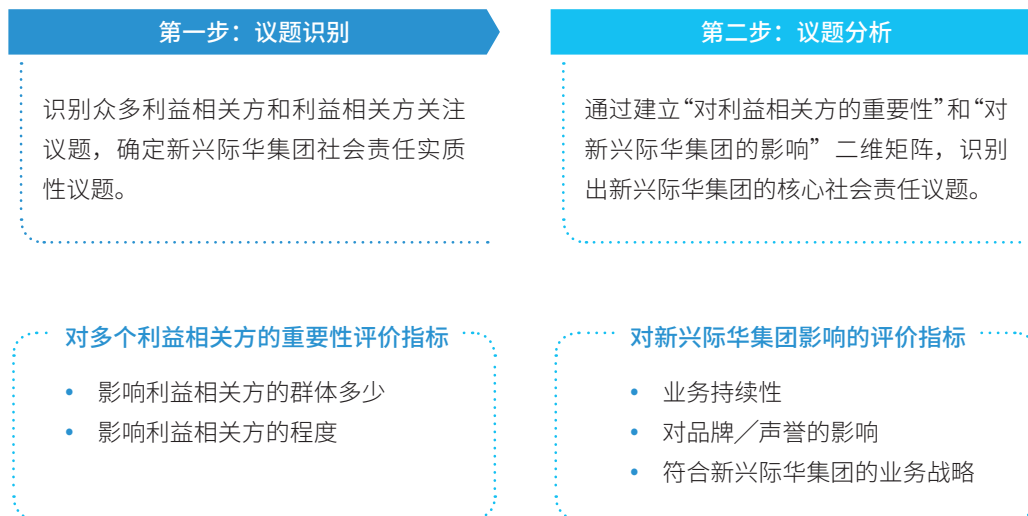 第一步：议题识别
识别众多利益相关方和利益相关方关注
议题，确定新兴际华集团社会责任实质
性议题。
第二步：议题分析
通过建立“对利益相关方的重要性”和“对
新兴际华集团的影响” 二维矩阵，识别
出新兴际华集团的核心社会责任议题。
对多个利益相关方的重要性评价指标
• 影响利益相关方的群体多少
• 影响利益相关方的程度
对新兴际华集团影响的评价指标
• 业务持续性
• 对品牌／声誉的影响
• 符合新兴际华集团的业务战略